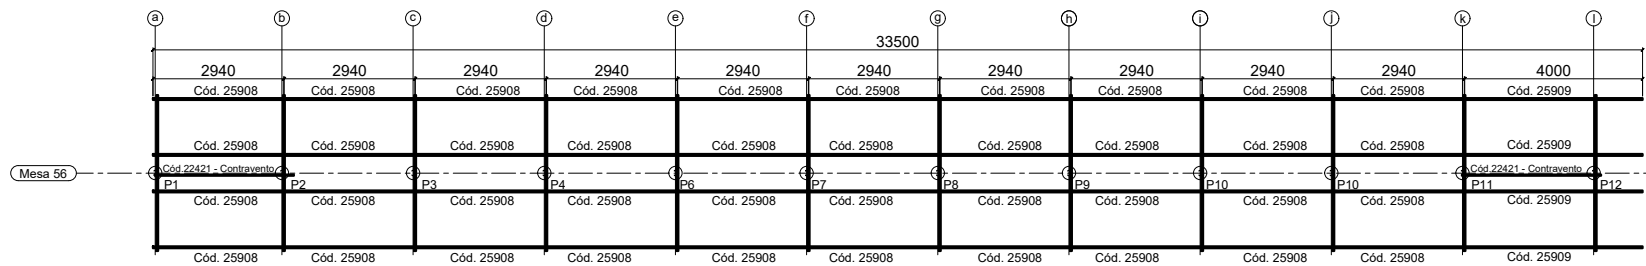 a b c d e f g h i j k l
33500
2940 2940 2940 2940 2940 2940 2940 2940 2940 2940 4000
Cód. 25908 Cód. 25908 Cód. 25908 Cód. 25908 Cód. 25908 Cód. 25908 Cód. 25908 Cód. 25908 Cód. 25908 Cód. 25908 Cód. 25909
Cód. 25908 Cód. 25908 Cód. 25908 Cód. 25908 Cód. 25908 Cód. 25908 Cód. 25908 Cód. 25908 Cód. 25908 Cód. 25908 Cód. 25909
Mesa 56 Cód.22421 - Contravento Cód.22421 - Contravento
P1 P2 P3 P4 P6 P7 P8 P9 P10 P10 P11 P12
Cód. 25908 Cód. 25908 Cód. 25908 Cód. 25908 Cód. 25908 Cód. 25908 Cód. 25908 Cód. 25908 Cód. 25908 Cód. 25908 Cód. 25909
Cód. 25908 Cód. 25908 Cód. 25908 Cód. 25908 Cód. 25908 Cód. 25908 Cód. 25908 Cód. 25908 Cód. 25908 Cód. 25908 Cód. 25909